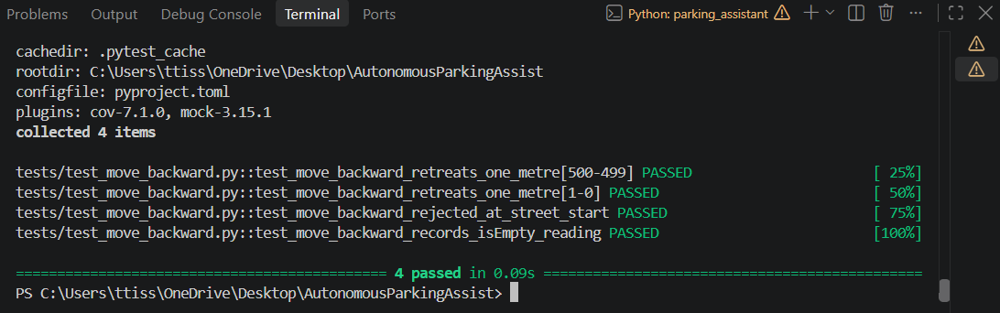 Problems Output Debug Console Terminal Ports Python: parking_assistant
cachedir: .pytest_cache
rootdir: C:\Users\ttiss\OneDrive\Desktop\AutonomousParkingAssist
configfile: pyproject.toml
plugins: cov-7.1.0, mock-3.15.1
collected 4 items
tests/test_move_backward.py::test_move_backward_retreats_one_metre[500-499] PASSED [ 25%]
tests/test_move_backward.py::test_move_backward_retreats_one_metre[1-0] PASSED [ 50%]
tests/test_move_backward.py::test_move_backward_rejected_at_street_start PASSED [ 75%]
tests/test_move_backward.py::test_move_backward_records_isEmpty_reading PASSED [100%]
============================================= 4 passed in 0.09s ==============================================
PS C:\Users\ttiss\OneDrive\Desktop\AutonomousParkingAssist>